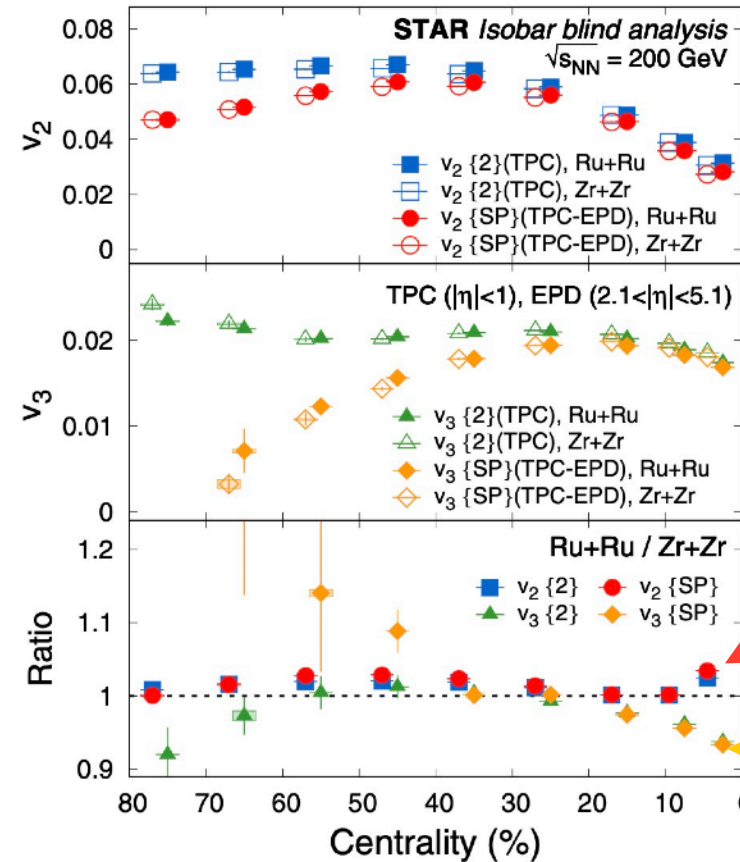 STAR Isobar blind analysis
√sNN = 200 GeV
0.08
0.06
0.04
0.02
0
v2
v2 {2}(TPC), Ru+Ru
v2 {2}(TPC), Zr+Zr
v2 {SP}(TPC-EPD), Ru+Ru
v2 {SP}(TPC-EPD), Zr+Zr
TPC (|η|<1), EPD (2.1<|η|<5.1)
0.02
0.01
0
v3
v3 {2}(TPC), Ru+Ru
v3 {2}(TPC), Zr+Zr
v3 {SP}(TPC-EPD), Ru+Ru
v3 {SP}(TPC-EPD), Zr+Zr
Ru+Ru / Zr+Zr
v2 {2} v2 {SP}
v3 {2} v3 {SP}
1.2
1.1
1
0.9
Ratio
80 70 60 50 40 30 20 10
Centrality (%)